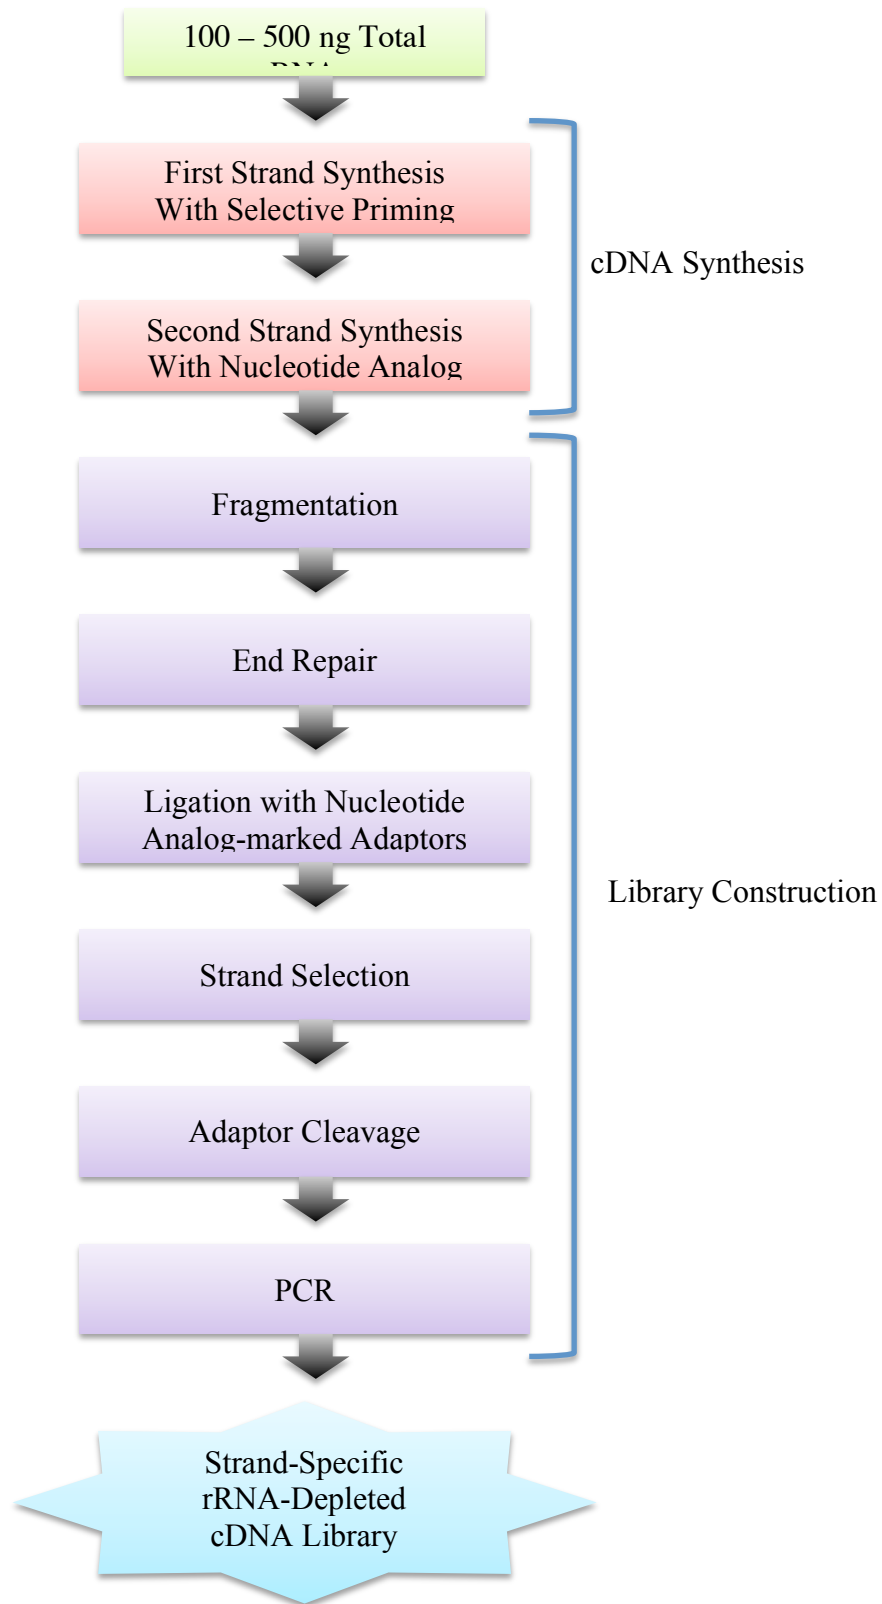 100 – 500 ng Total
RNA
First Strand Synthesis
With Selective Priming
cDNA Synthesis
Second Strand Synthesis
With Nucleotide Analog
Fragmentation
End Repair
Ligation with Nucleotide
Analog-marked Adaptors
Library Construction
Strand Selection
Adaptor Cleavage
PCR
Strand-Specific
rRNA-Depleted
cDNA Library